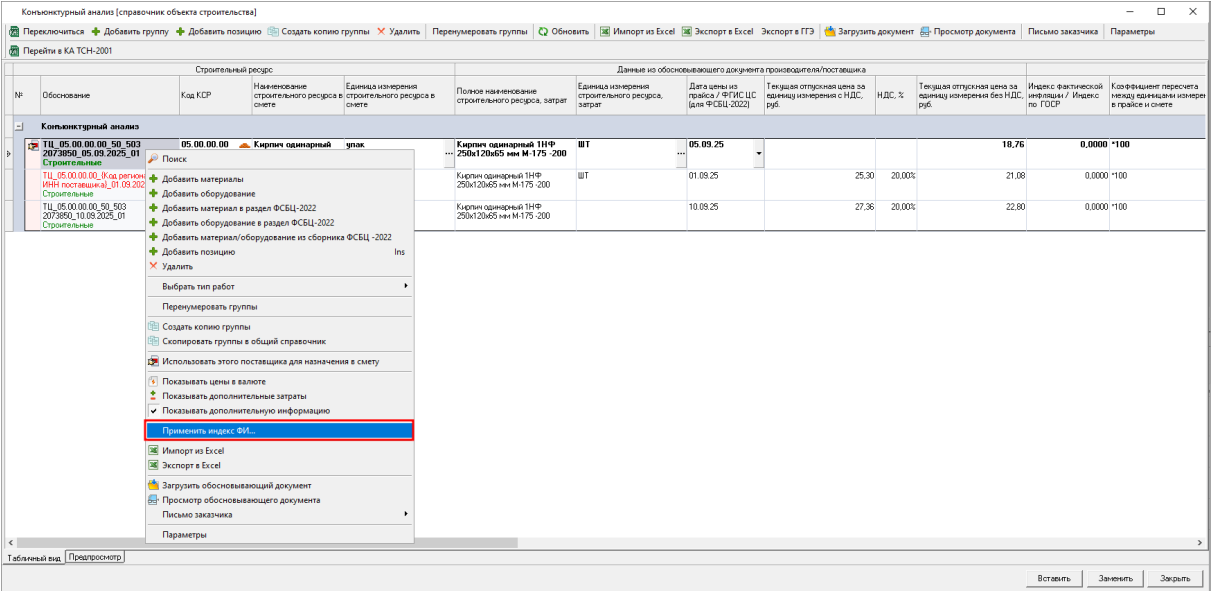 Конъюнктурный анализ [справочник объекта строительства]
Переключиться Добавить группу Добавить позицию Создать копию группы Удалить Перенумеровать группы Обновить Импорт из Excel Экспорт в Excel Экспорт в ГГЭ Загрузить документ Просмотр документа Письмо заказчика Параметры
Перейти в КА ТСН-2001
Строительный ресурс Данные из обосновывающего документа производителя/поставщика
№ Обоснование Код КСР Наименование строительного ресурса в смете Единица измерения строительного ресурса в смете Полное наименование строительного ресурса, затрат Единица измерения строительного ресурса, затрат Дата цены из прайса / ФГИС ЦС (для ФСБЦ-2022) Текущая отпускная цена за единицу измерения с НДС, руб. НДС, % Текущая отпускная цена за единицу измерения без НДС, руб. Индекс фактической инфляции / Индекс по ГОСР Коэффициент пересчета между единицами измерен в прайсе и смете
Конъюнктурный анализ
ТЦ_05.00.00.00_50_503 05.00.00.00 Кирпич одинарный упак ... Кирпич одинарный 1НФ ШТ ... 05.09.25 18,76 0,0000 *100
2073850_05.09.2025_01 250х120х65 мм М-175 -200
Строительные
ТЦ_05.00.00.00_(Код регион Кирпич одинарный 1НФ ШТ 01.09.25 25,30 20,00% 21,08 0,0000 *100
ИНН поставщика)_01.09.202 250х120х65 мм М-175 -200
Строительные
ТЦ_05.00.00.00_50_503 Кирпич одинарный 1НФ 10.09.25 27,36 20,00% 22,80 0,0000 *100
2073850_10.09.2025_01 250х120х65 мм М-175 -200
Строительные
Поиск
Добавить материалы
Добавить оборудование
Добавить материал в раздел ФСБЦ-2022
Добавить оборудование в раздел ФСБЦ-2022
Добавить материал/оборудование из сборника ФСБЦ -2022
Добавить позицию Ins
Удалить
Выбрать тип работ
Перенумеровать группы
Создать копию группы
Скопировать группы в общий справочник
Использовать этого поставщика для назначения в смету
Показывать цены в валюте
Показывать дополнительные затраты
Показывать дополнительную информацию
Применить индекс ФИ...
Импорт из Excel
Экспорт в Excel
Загрузить обосновывающий документ
Просмотр обосновывающего документа
Письмо заказчика
Параметры
Табличный вид Предпросмотр
Вставить Заменить Закрыть